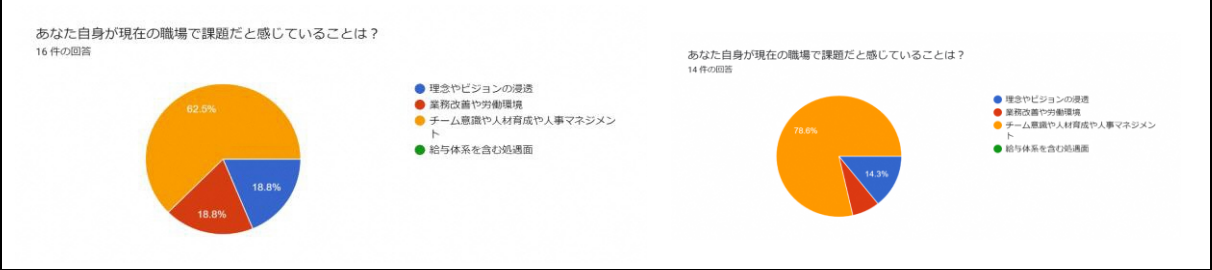 あなた自身が現在の職場で課題だと感じていることは?
16 件の回答
62.5%
18.8%
18.8%
理念やビジョンの浸透
業務改善や労働環境
チーム意識や人材育成や人事マネジメン
ト
給与体系を含む処遇面
あなた自身が現在の職場で課題だと感じていることは?
14 件の回答
78.6%
14.3%
理念やビジョンの浸透
業務改善や労働環境
チーム意識や人材育成や人事マネジメン
ト
給与体系を含む処遇面